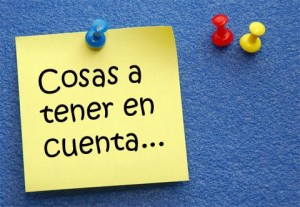 Cosas a
tener en
cuenta...